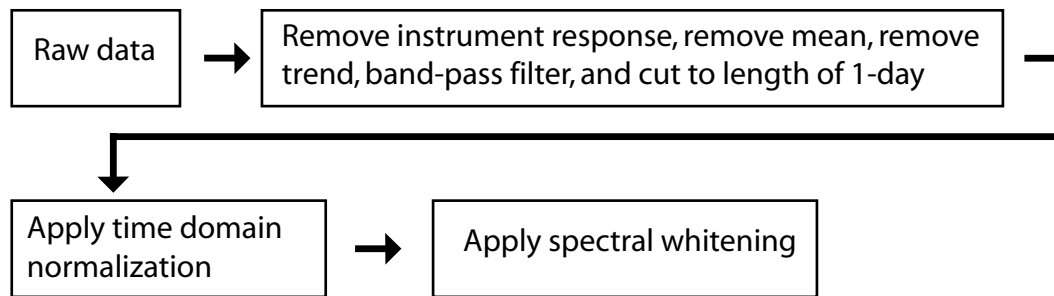 Raw data
Remove instrument response, remove mean, remove
trend, band-pass filter, and cut to length of 1-day
Apply time domain
normalization
Apply spectral whitening